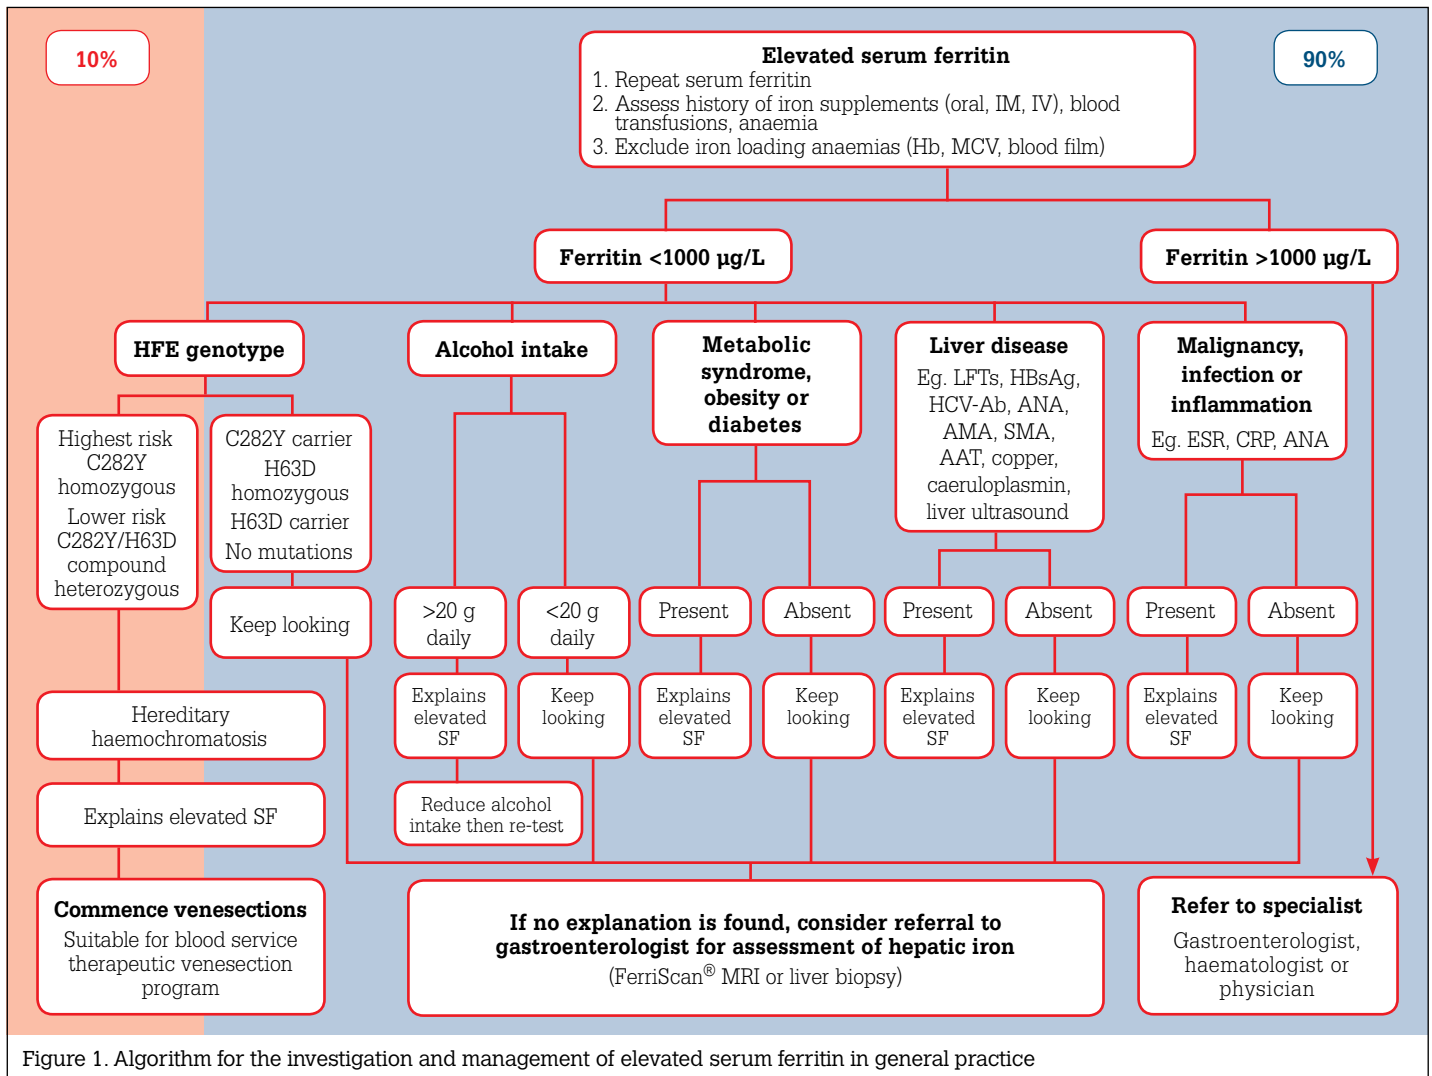 10%
90%
Elevated serum ferritin
1. Repeat serum ferritin
2. Assess history of iron supplements (oral, IM, IV), blood
transfusions, anaemia
3. Exclude iron loading anaemias (Hb, MCV, blood film)
Ferritin <1000 µg/L
Ferritin >1000 µg/L
HFE genotype
Alcohol intake
Metabolic
syndrome,
obesity or
diabetes
Liver disease
Eg. LFTs, HBsAg,
HCV-Ab, ANA,
AMA, SMA,
AAT, copper,
caeruloplasmin,
liver ultrasound
Malignancy,
infection or
inflammation
Eg. ESR, CRP, ANA
Highest risk
C282Y
homozygous
Lower risk
C282Y/H63D
compound
heterozygous
C282Y carrier
H63D
homozygous
H63D carrier
No mutations
Keep looking
>20 g
daily
<20 g
daily
Present
Absent
Present
Absent
Present
Absent
Explains
elevated
SF
Keep
looking
Explains
elevated
SF
Keep
looking
Explains
elevated
SF
Keep
looking
Explains
elevated
SF
Keep
looking
Hereditary
haemochromatosis
Explains elevated SF
Reduce alcohol
intake then re-test
Commence venesections
Suitable for blood service
therapeutic venesection
program
If no explanation is found, consider referral to
gastroenterologist for assessment of hepatic iron
(FerriScan® MRI or liver biopsy)
Refer to specialist
Gastroenterologist,
haematologist or
physician
Figure 1. Algorithm for the investigation and management of elevated serum ferritin in general practice